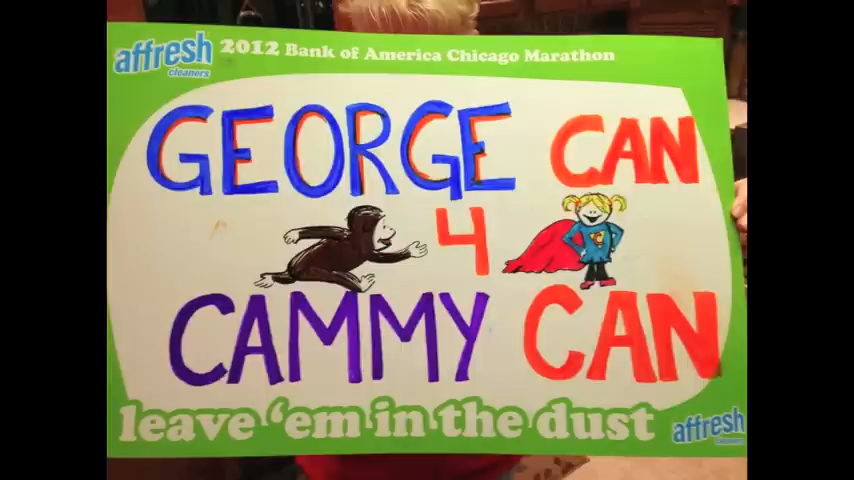 affresh
cleaners
2012 Bank of America Chicago Marathon
GEORGE CAN
4
CAMMY CAN
leave 'em in the dust
affresh
cleaners